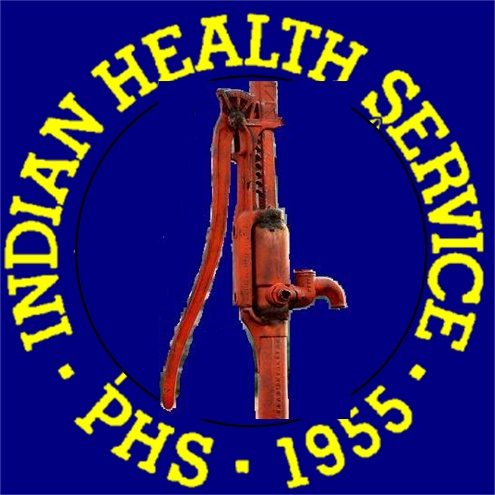 INDIAN HEALTH SERVICE
· PHS · 1955 ·